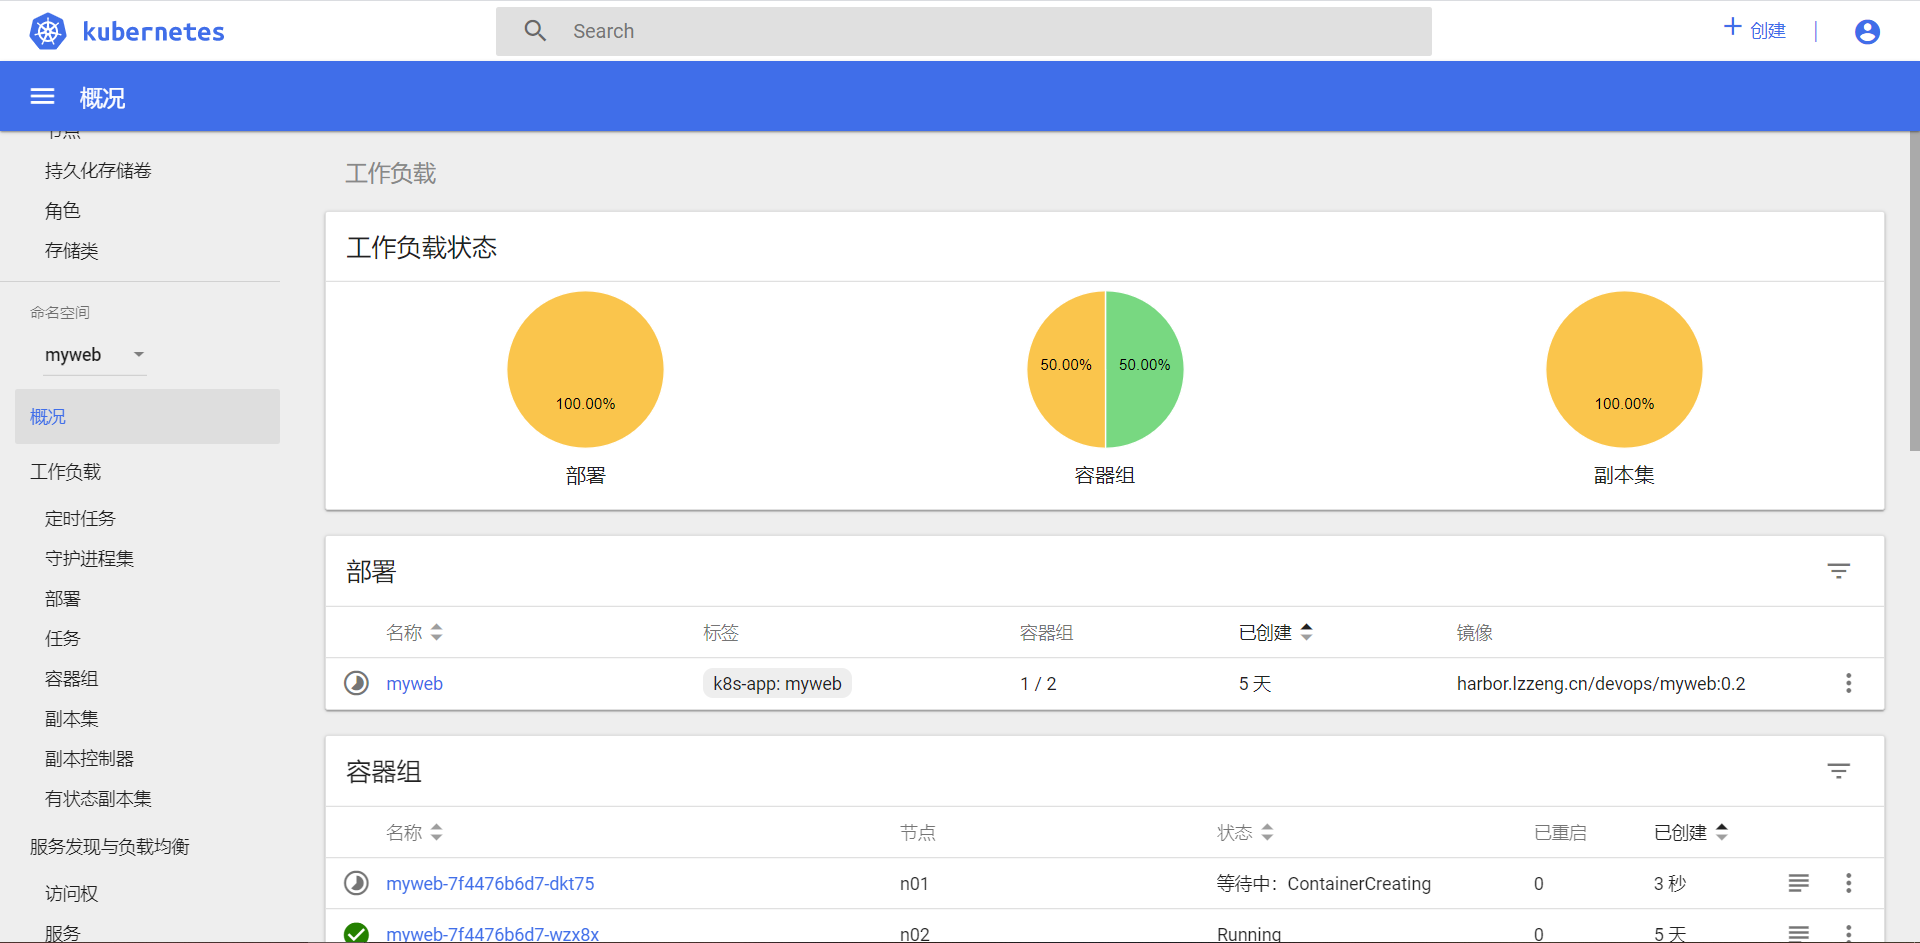 kubernetes
Search
创建
概况
节点
持久化存储卷
角色
存储类
命名空间
myweb
概况
工作负载
定时任务
守护进程集
部署
任务
容器组
副本集
副本控制器
有状态副本集
服务发现与负载均衡
访问权
服务
工作负载
工作负载状态
100.00%
50.00% 50.00%
100.00%
部署 容器组 副本集
部署
名称 标签 容器组 已创建 镜像
myweb k8s-app: myweb 1 / 2 5 天 harbor.lzzeng.cn/devops/myweb:0.2
容器组
名称 节点 状态 已重启 已创建
myweb-7f4476b6d7-dkt75 n01 等待中：ContainerCreating 0 3 秒
myweb-7f4476b6d7-wzx8x n02 Running 0 5 天